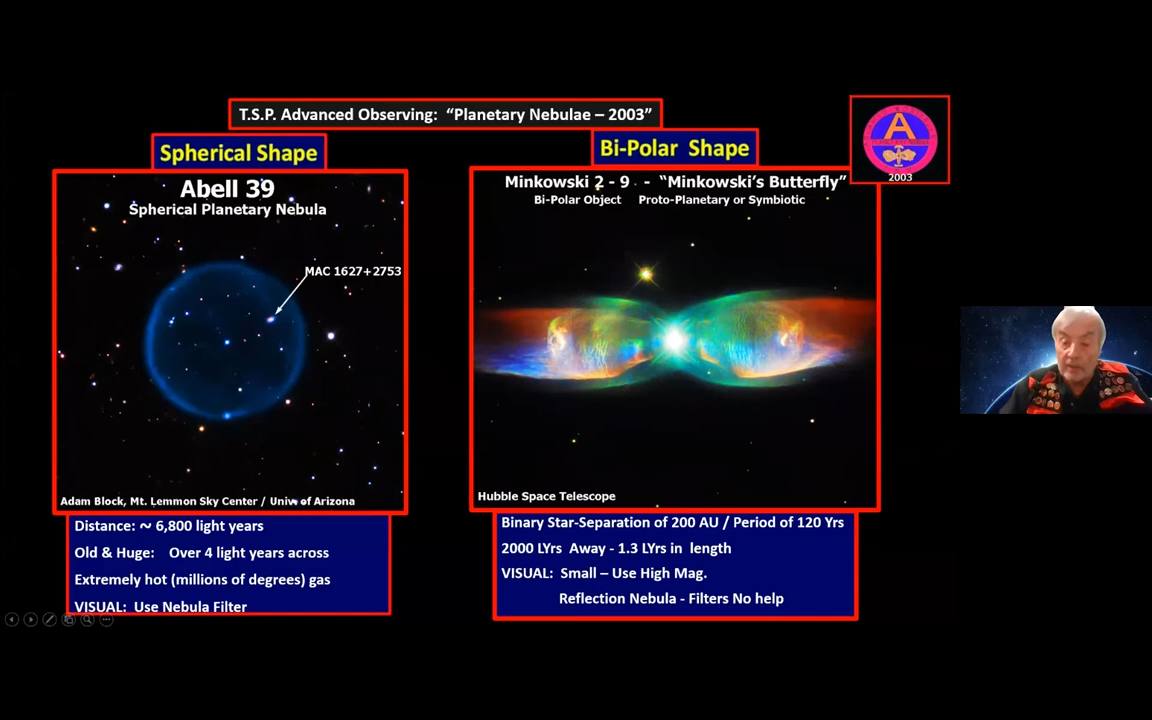 T.S.P. Advanced Observing: “Planetary Nebulae – 2003”
Spherical Shape
Abell 39
Spherical Planetary Nebula
MAC 1627+2753
Adam Block, Mt. Lemmon Sky Center / Univ of Arizona
Distance: ~ 6,800 light years
Old & Huge: Over 4 light years across
Extremely hot (millions of degrees) gas
VISUAL: Use Nebula Filter
Bi-Polar Shape
Minkowski 2 - 9 - “Minkowski’s Butterfly”
Bi-Polar Object Proto-Planetary or Symbiotic
Hubble Space Telescope
Binary Star-Separation of 200 AU / Period of 120 Yrs
2000 LYrs Away - 1.3 LYrs in length
VISUAL: Small – Use High Mag.
Reflection Nebula - Filters No help
A
2003